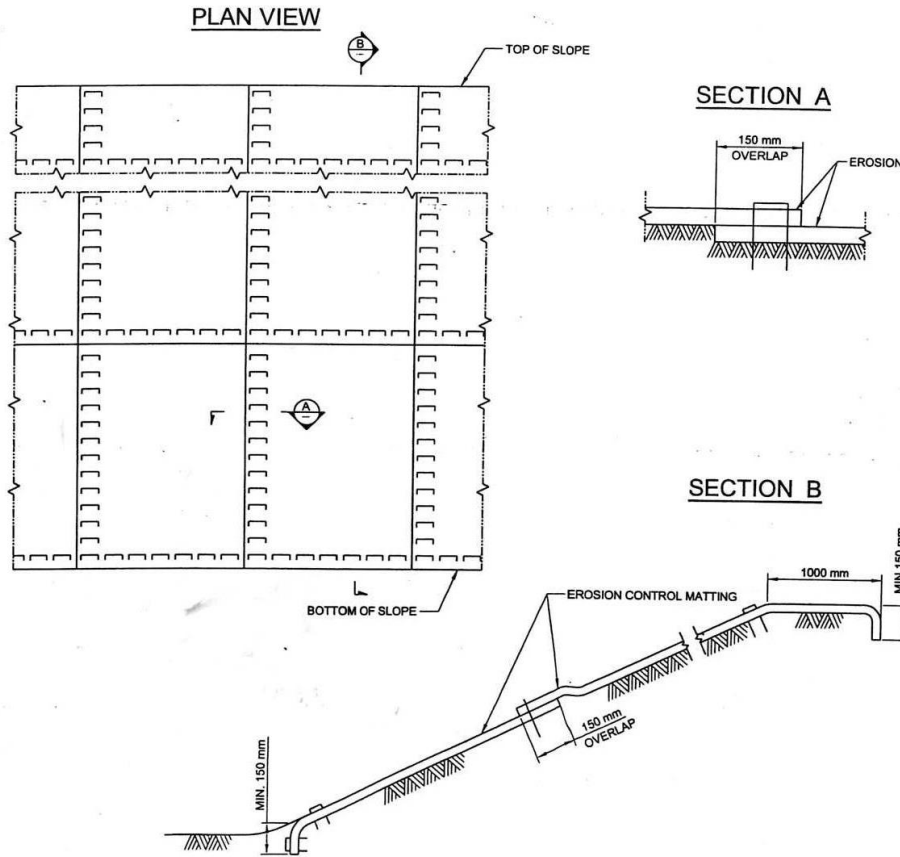 PLAN VIEW
B
TOP OF SLOPE
SECTION A
150 mm
OVERLAP
EROSION
A
SECTION B
1000 mm
MIN. 150 mm
EROSION CONTROL MATTING
BOTTOM OF SLOPE
150 mm
OVERLAP
MIN. 150 mm